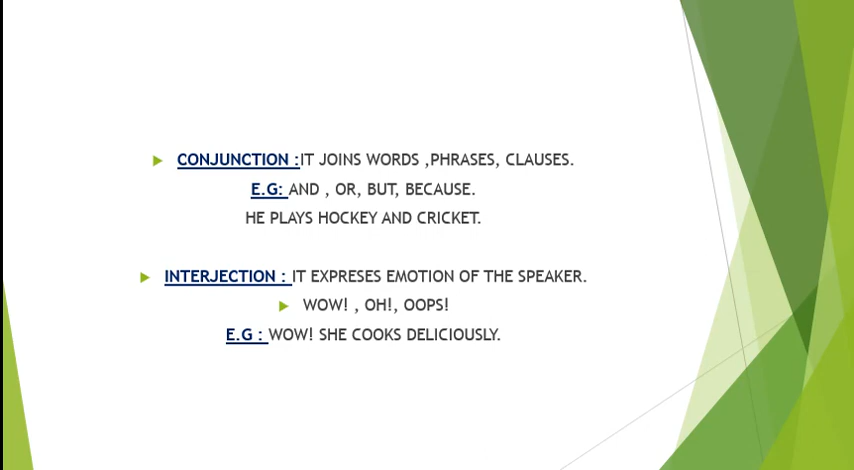 CONJUNCTION :IT JOINS WORDS ,PHRASES, CLAUSES.
E.G: AND , OR, BUT, BECAUSE.
HE PLAYS HOCKEY AND CRICKET.
INTERJECTION : IT EXPRESES EMOTION OF THE SPEAKER.
WOW! , OH!, OOPS!
E.G : WOW! SHE COOKS DELICIOUSLY.